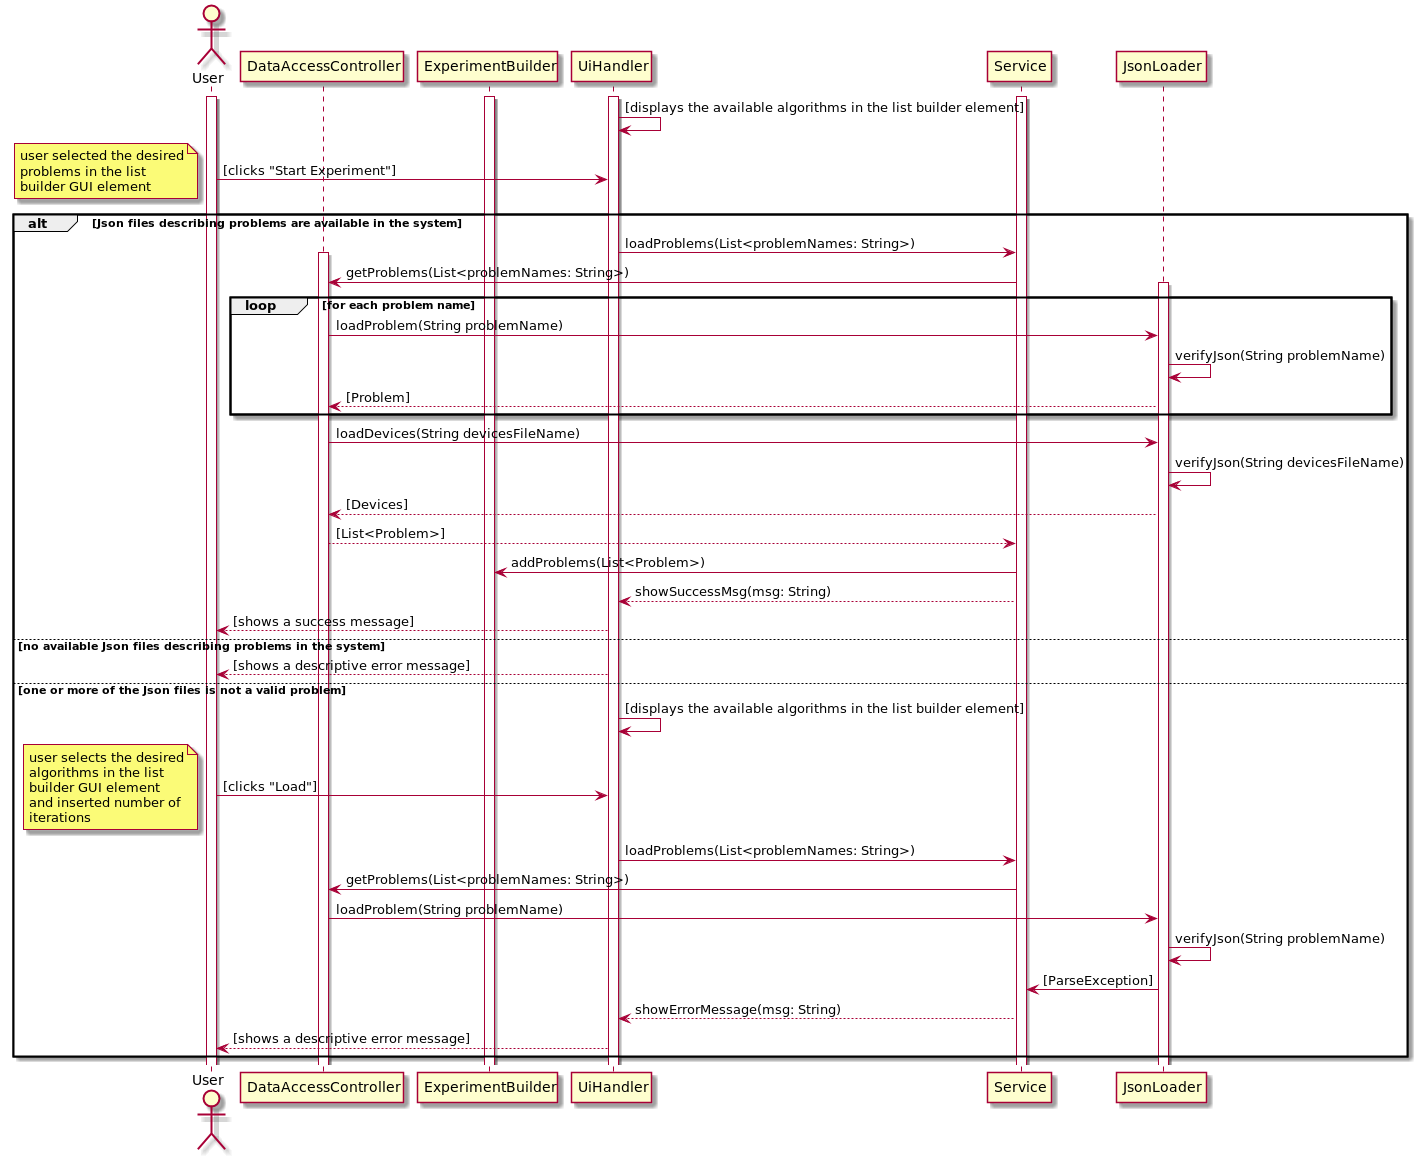 User
DataAccessController
ExperimentBuilder
UiHandler
Service
JsonLoader
[displays the available algorithms in the list builder element]
user selected the desired
problems in the list
builder GUI element
[clicks "Start Experiment"]
alt
[Json files describing problems are available in the system]
loadProblems(List<problemNames: String>)
getProblems(List<problemNames: String>)
loop
[for each problem name]
loadProblem(String problemName)
verifyJson(String problemName)
[Problem]
loadDevices(String devicesFileName)
verifyJson(String devicesFileName)
[Devices]
[List<Problem>]
addProblems(List<Problem>)
showSuccessMsg(msg: String)
[shows a success message]
[no available Json files describing problems in the system]
[shows a descriptive error message]
[one or more of the Json files is not a valid problem]
[displays the available algorithms in the list builder element]
user selects the desired
algorithms in the list
builder GUI element
and inserted number of
iterations
[clicks "Load"]
loadProblems(List<problemNames: String>)
getProblems(List<problemNames: String>)
loadProblem(String problemName)
verifyJson(String problemName)
[ParseException]
showErrorMessage(msg: String)
[shows a descriptive error message]
User
DataAccessController
ExperimentBuilder
UiHandler
Service
JsonLoader